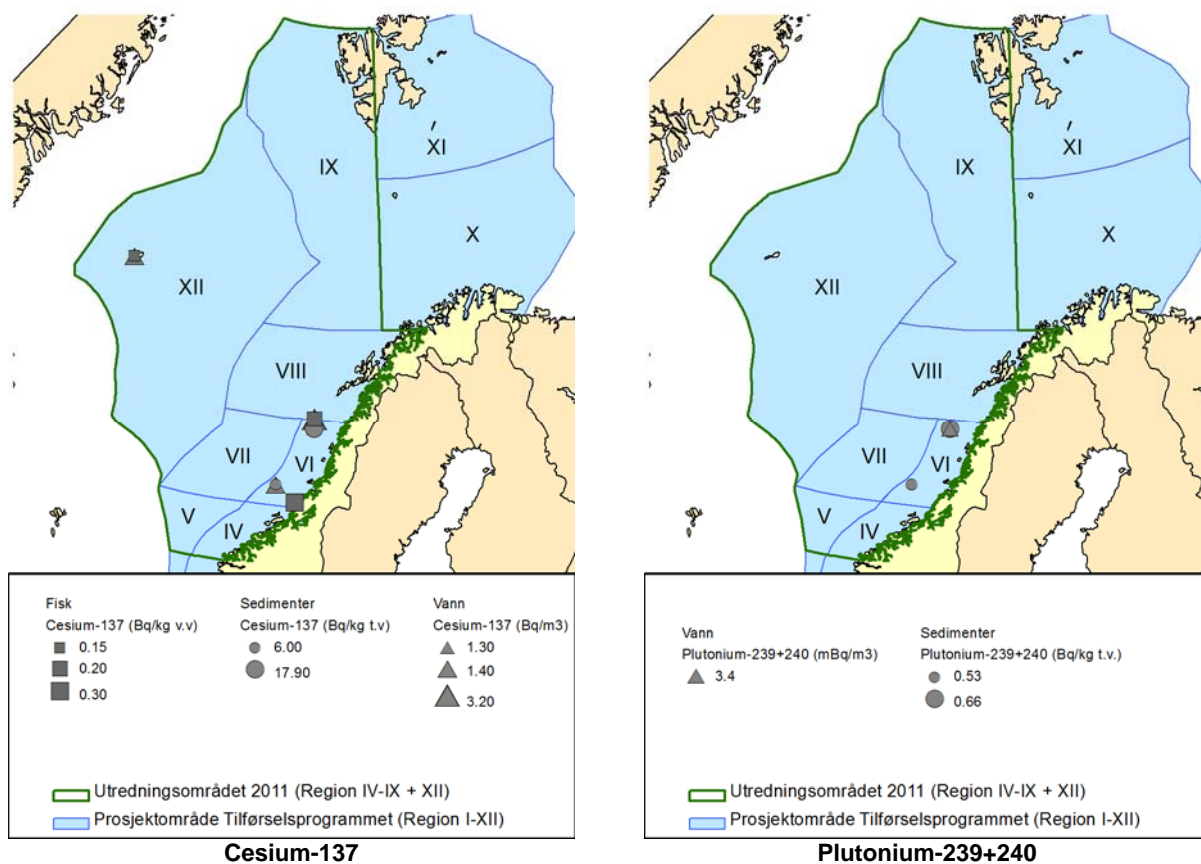 IX
XI
X
XII
VIII
VII
VI
V
IV
Fisk
Cesium-137 (Bq/kg v.v)
0.15
0.20
0.30
Sedimenter
Cesium-137 (Bq/kg t.v)
6.00
17.90
Vann
Cesium-137 (Bq/m3)
1.30
1.40
3.20
Utredningsområdet 2011 (Region IV-IX + XII)
Prosjektområde Tilførselsprogrammet (Region I-XII)
Cesium-137
IX
XI
X
XII
VIII
VII
VI
V
IV
Vann
Plutonium-239+240 (mBq/m3)
3.4
Sedimenter
Plutonium-239+240 (Bq/kg t.v.)
0.53
0.66
Utredningsområdet 2011 (Region IV-IX + XII)
Prosjektområde Tilførselsprogrammet (Region I-XII)
Plutonium-239+240